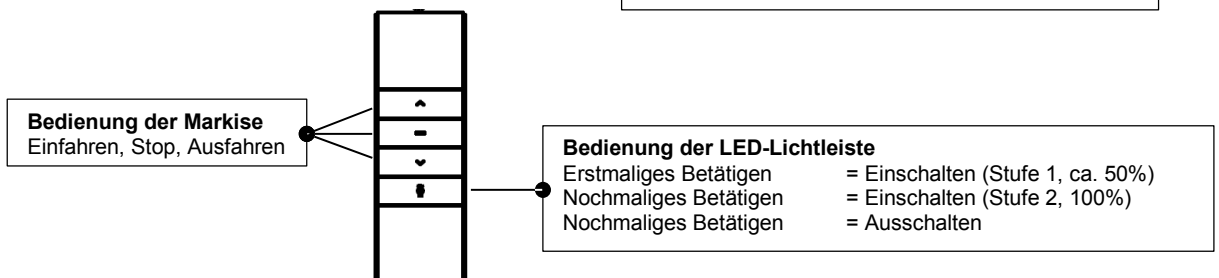 Bedienung der Markise
Einfahren, Stop, Ausfahren
Bedienung der LED-Lichtleiste
Erstmaliges Betätigen = Einschalten (Stufe 1, ca. 50%)
Nochmaliges Betätigen = Einschalten (Stufe 2, 100%)
Nochmaliges Betätigen = Ausschalten